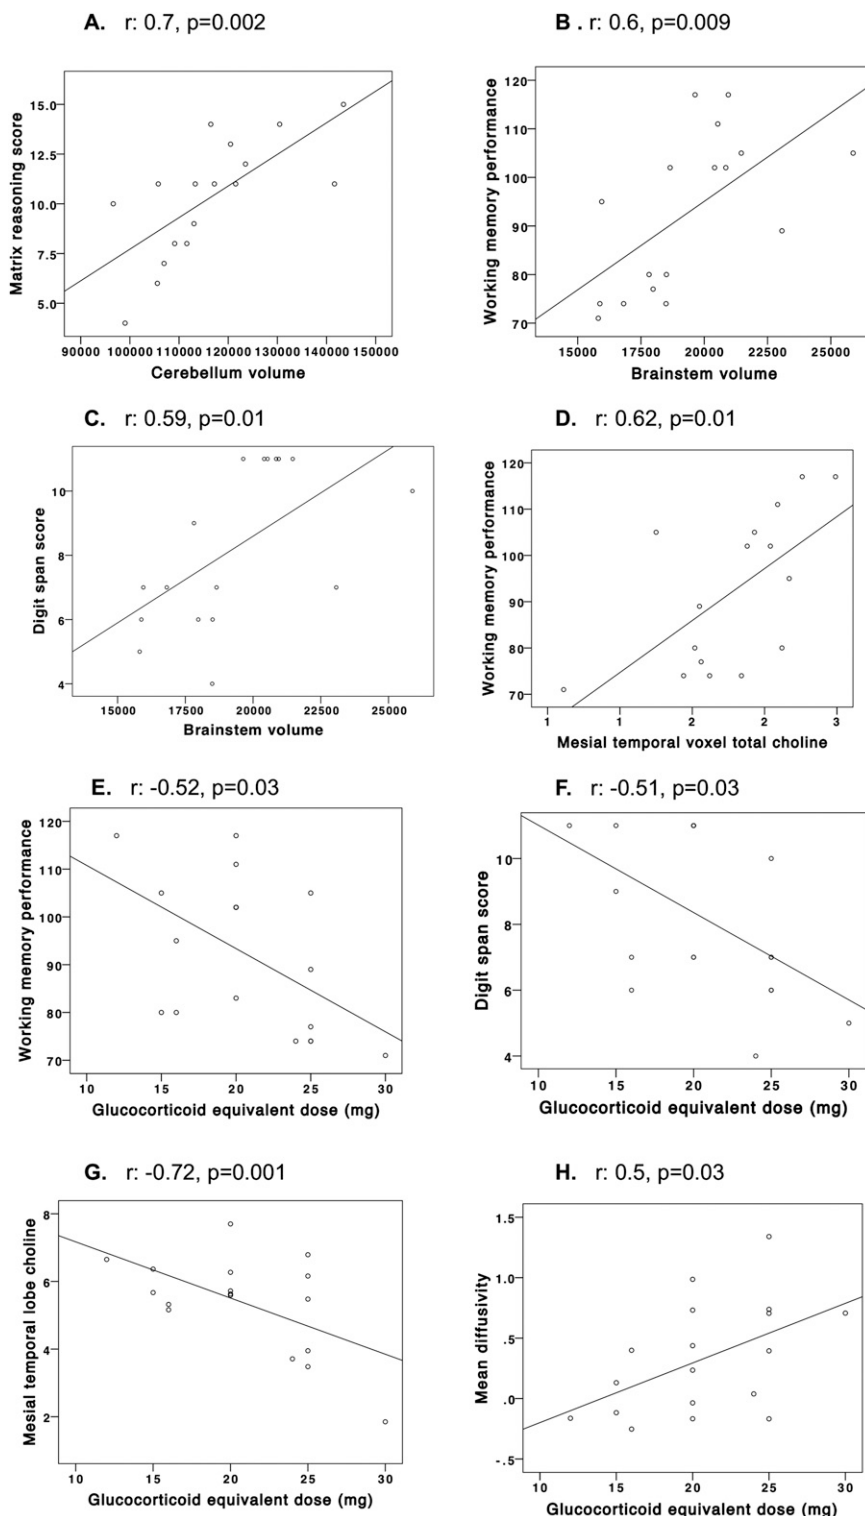 A. r: 0.7, p=0.002
Matrix reasoning score
15.0
12.5
10.0
7.5
5.0
90000 100000 110000 120000 130000 140000 150000
Cerebellum volume
B . r: 0.6, p=0.009
Working memory performance
120
110
100
90
80
70
15000 17500 20000 22500 25000
Brainstem volume
C. r: 0.59, p=0.01
Digit span score
10
8
6
4
15000 17500 20000 22500 25000
Brainstem volume
D. r: 0.62, p=0.01
Working memory performance
120
110
100
90
80
70
1 1 2 2 3
Mesial temporal voxel total choline
E. r: -0.52, p=0.03
Working memory performance
120
110
100
90
80
70
10 15 20 25 30
Glucocorticoid equivalent dose (mg)
F. r: -0.51, p=0.03
Digit span score
10
8
6
4
10 15 20 25 30
Glucocorticoid equivalent dose (mg)
G. r: -0.72, p=0.001
Mesial temporal lobe choline
8
6
4
2
10 15 20 25 30
Glucocorticoid equivalent dose (mg)
H. r: 0.5, p=0.03
Mean diffusivity
1.5
1.0
.5
.0
-.5
10 15 20 25 30
Glucocorticoid equivalent dose (mg)